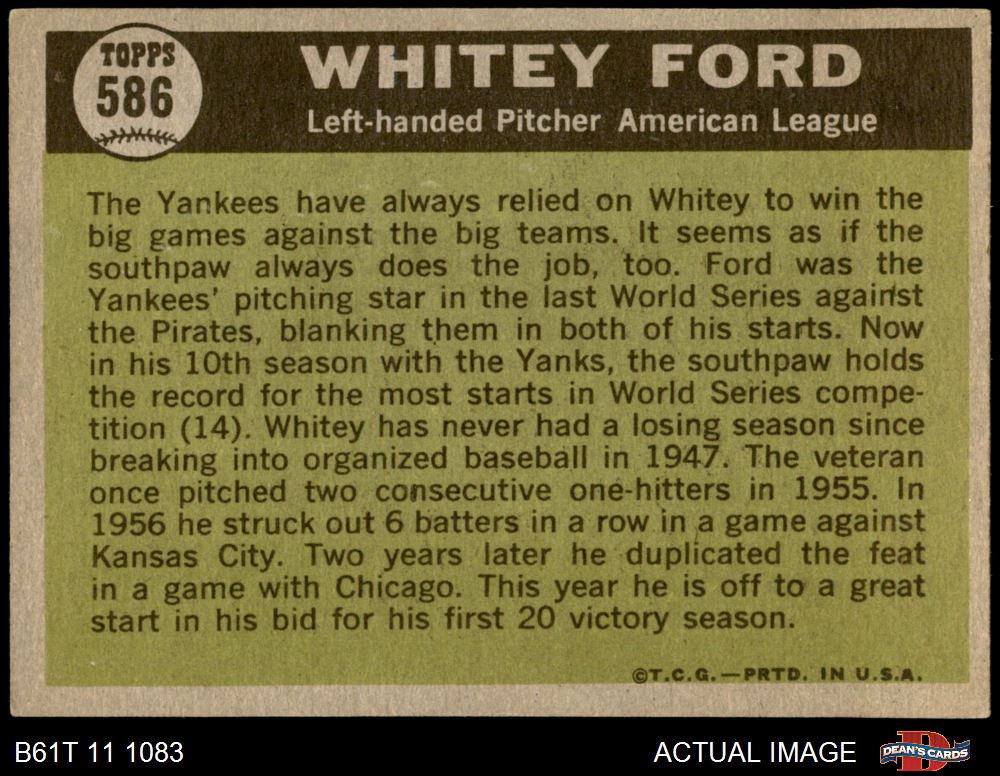 TOPPS
586
WHITEY FORD
Left-handed Pitcher American League
The Yankees have always relied on Whitey to win the
big games against the big teams. It seems as if the
southpaw always does the job, too. Ford was the
Yankees' pitching star in the last World Series against
the Pirates, blanking them in both of his starts. Now
in his 10th season with the Yanks, the southpaw holds
the record for the most starts in World Series compe-
tition (14). Whitey has never had a losing season since
breaking into organized baseball in 1947. The veteran
once pitched two consecutive one-hitters in 1955. In
1956 he struck out 6 batters in a row in a game against
Kansas City. Two years later he duplicated the feat
in a game with Chicago. This year he is off to a great
start in his bid for his first 20 victory season.
©T.C.G.—PRTD. IN U.S.A.
B61T 11 1083
ACTUAL IMAGE
DEAN'S CARDS